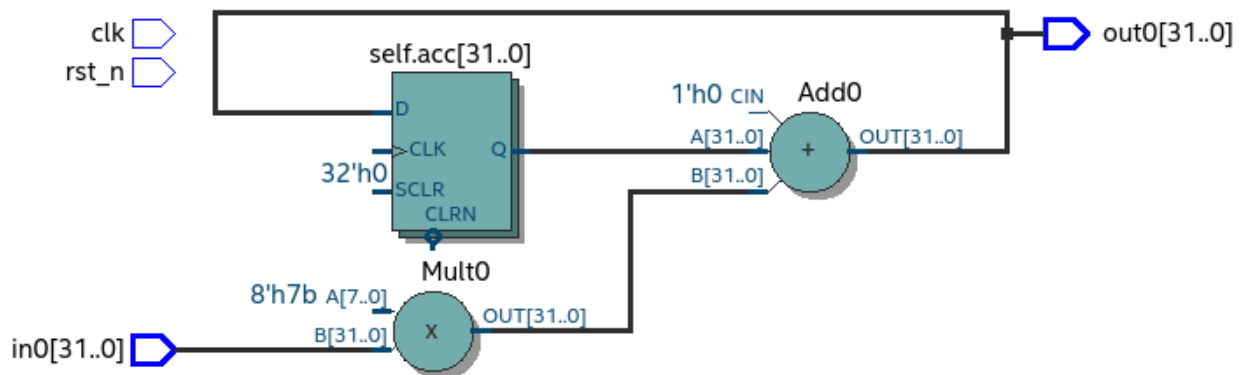 clk
out0[31..0]
rst_n
self.acc[31..0]
1'h0 CIN
Add0
D
A[31..0]
+
OUT[31..0]
CLK
Q
32'h0
SCLR
B[31..0]
CLRN
Mult0
8'h7b A[7..0]
OUT[31..0]
x
B[31..0]
in0[31..0]